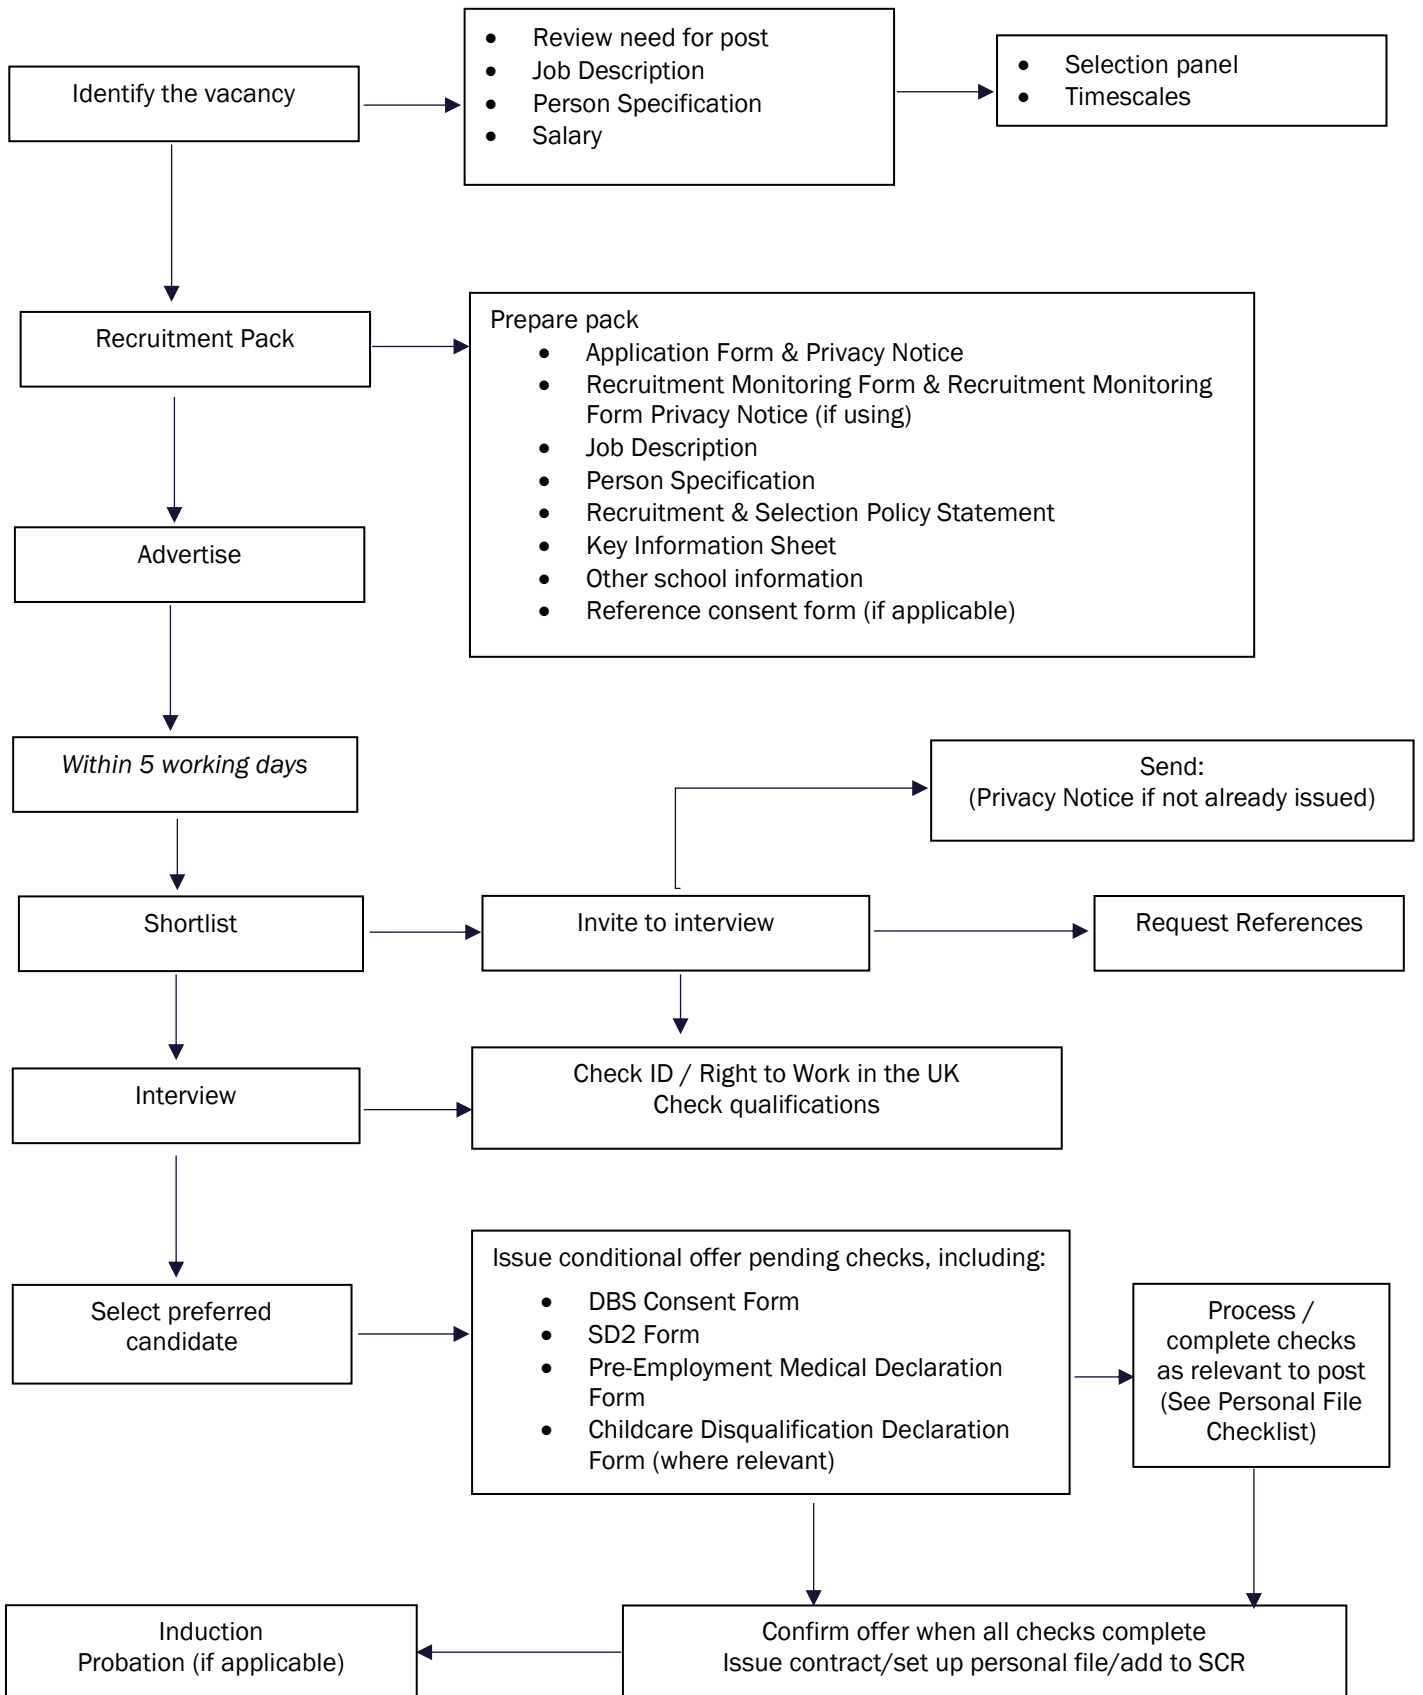 Identify the vacancy
• Review need for post
• Job Description
• Person Specification
• Salary
• Selection panel
• Timescales
Recruitment Pack
Prepare pack
• Application Form & Privacy Notice
• Recruitment Monitoring Form & Recruitment Monitoring
Form Privacy Notice (if using)
• Job Description
• Person Specification
• Recruitment & Selection Policy Statement
• Key Information Sheet
• Other school information
• Reference consent form (if applicable)
Advertise
Within 5 working days
Send:
(Privacy Notice if not already issued)
Shortlist
Invite to interview
Request References
Interview
Check ID / Right to Work in the UK
Check qualifications
Select preferred
candidate
Issue conditional offer pending checks, including:
• DBS Consent Form
• SD2 Form
• Pre-Employment Medical Declaration
Form
• Childcare Disqualification Declaration
Form (where relevant)
Process /
complete checks
as relevant to post
(See Personal File
Checklist)
Induction
Probation (if applicable)
Confirm offer when all checks complete
Issue contract/set up personal file/add to SCR